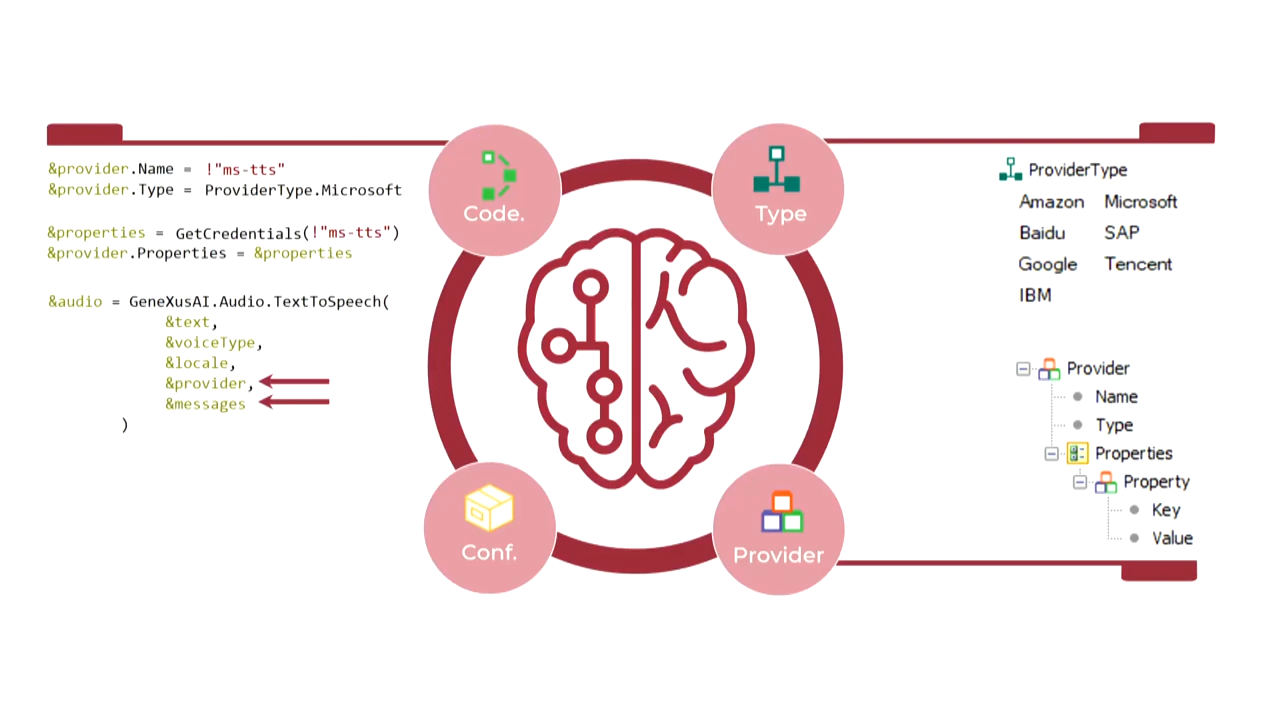 &provider.Name = !"ms-tts"
&provider.Type = ProviderType.Microsoft
&properties = GetCredentials(!"ms-tts")
&provider.Properties = &properties
&audio = GeneXusAI.Audio.TextToSpeech(
&text,
&voiceType,
&locale,
&provider,
&messages
)
Code.
Type
Conf.
Provider
ProviderType
Amazon Microsoft
Baidu SAP
Google Tencent
IBM
Provider
Name
Type
Properties
Property
Key
Value